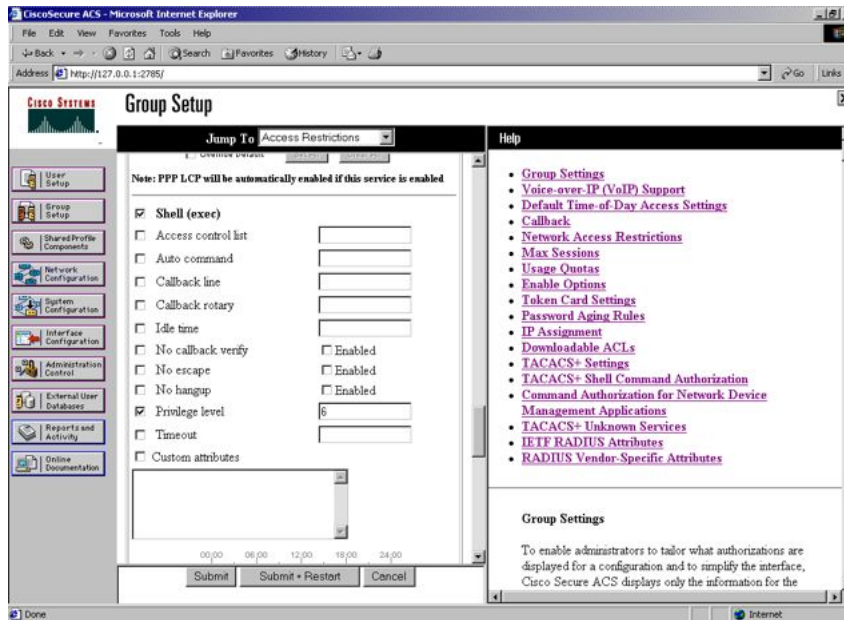 CiscoSecure ACS - Microsoft Internet Explorer
File Edit View Favorites Tools Help
Back Search Favorites History
Address http://127.0.0.1:2785/ Go Links
CISCO SYSTEMS
Group Setup
Jump To Access Restrictions
User Setup
Group Setup
Shared Profile Components
Network Configuration
System Configuration
Interface Configuration
Administration Control
External User Databases
Reports and Activity
Online Documentation
Note: PPP LCP will be automatically enabled if this service is enabled
Shell (exec)
Access control list
Auto command
Callback line
Callback rotary
Idle time
No callback verify Enabled
No escape Enabled
No hangup Enabled
Privilege level 6
Timeout
Custom attributes
00;00 06;00 12;00 18;00 24;00
Submit Submit + Restart Cancel
Help
Group Settings
Voice-over-IP (VoIP) Support
Default Time-of-Day Access Settings
Callback
Network Access Restrictions
Max Sessions
Usage Quotas
Enable Options
Token Card Settings
Password Aging Rules
IP Assignment
Downloadable ACLs
TACACS+ Settings
TACACS+ Shell Command Authorization
Command Authorization for Network Device
Management Applications
TACACS+ Unknown Services
IETF RADIUS Attributes
RADIUS Vendor-Specific Attributes
Group Settings
To enable administrators to tailor what authorizations are
displayed for a configuration and to simplify the interface,
Cisco Secure ACS displays only the information for the
Done Internet